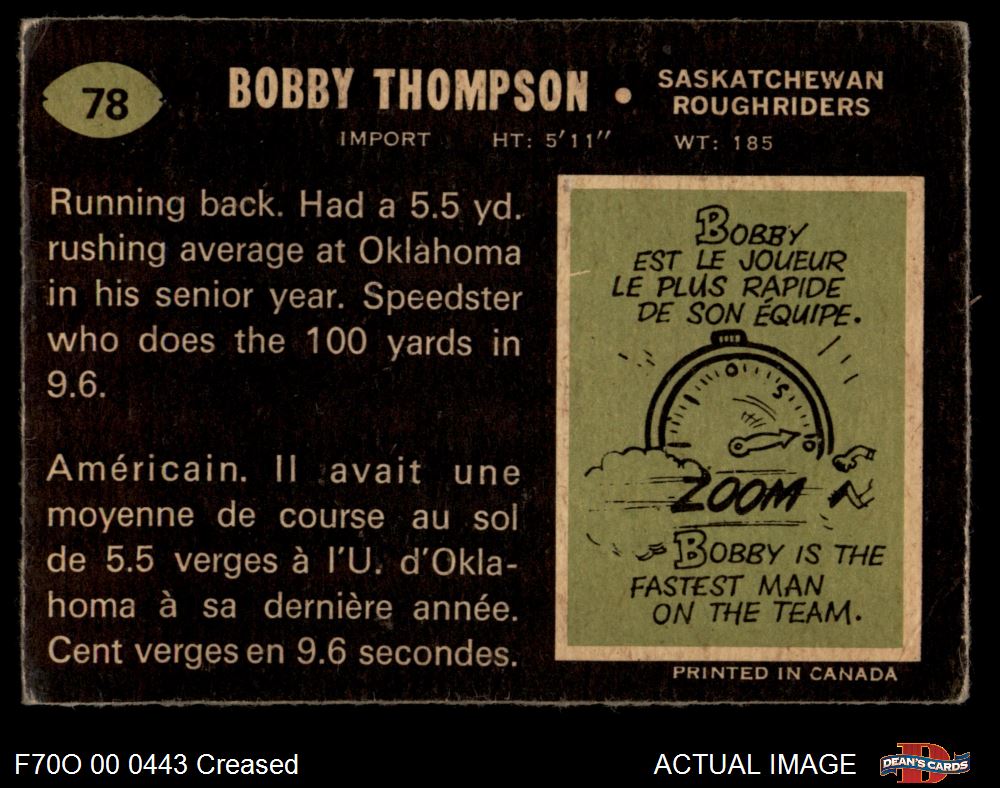 78
BOBBY THOMPSON •
SASKATCHEWAN
ROUGHRIDERS
IMPORT HT: 5'11" WT: 185
Running back. Had a 5.5 yd.
rushing average at Oklahoma
in his senior year. Speedster
who does the 100 yards in
9.6.
Américain. Il avait une
moyenne de course au sol
de 5.5 verges à l'U. d'Okla-
homa à sa dernière année.
Cent verges en 9.6 secondes.
BOBBY
EST LE JOUEUR
LE PLUS RAPIDE
DE SON ÉQUIPE.
0
5
10
ZOOM
BOBBY IS THE
FASTEST MAN
ON THE TEAM.
PRINTED IN CANADA
F70O 00 0443 Creased
ACTUAL IMAGE
D
DEAN'S CARDS